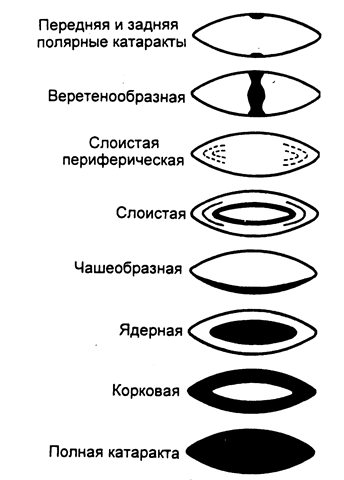 Передняя и задняя
полярные катаракты
Веретенообразная
Слоистая
периферическая
Слоистая
Чашеобразная
Ядерная
Корковая
Полная катаракта